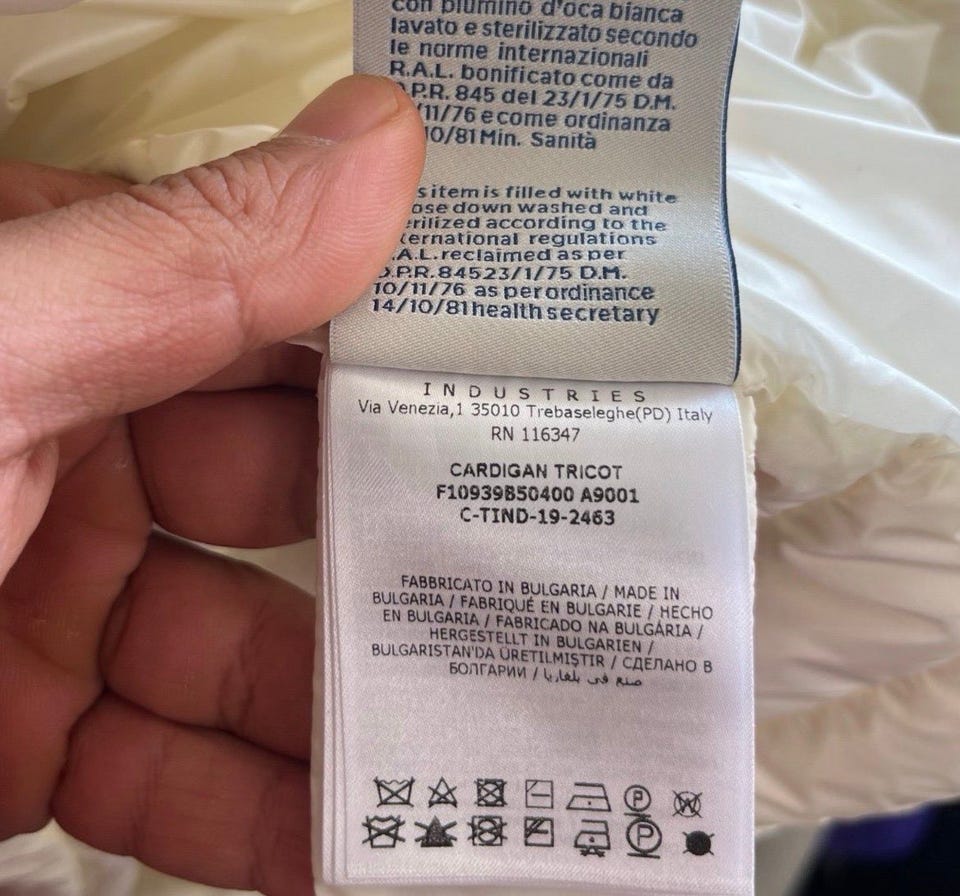 con piumino d'oca bianca
lavato e sterilizzato secondo
le norme internazionali
R.A.L. bonificato come da
.P.R. 845 del 23/1/75 D.M.
/11/76 e come ordinanza
10/81 Min. Sanità
s item is filled with white
ose down washed and
erilized according to the
ternational regulations
.A.L. reclaimed as per
D.P.R.84523/1/75 D.M.
10/11/76 as per ordinance
14/10/81 health secretary
INDUSTRIES
Via Venezia,1 35010 Trebaseleghe(PD) Italy
RN 116347
CARDIGAN TRICOT
F10939B50400 A9001
C-TIND-19-2463
FABBRICATO IN BULGARIA / MADE IN
BULGARIA / FABRIQUÉ EN BULGARIE / HECHO
EN BULGARIA / FABRICADO NA BULGÁRIA /
HERGESTELLT IN BULGARIEN /
BULGARISTAN'DA ÜRETILMIŞTIR / СДЕЛАНО В
БОЛГАРИИ / صنع في بلغاريا
P W
P